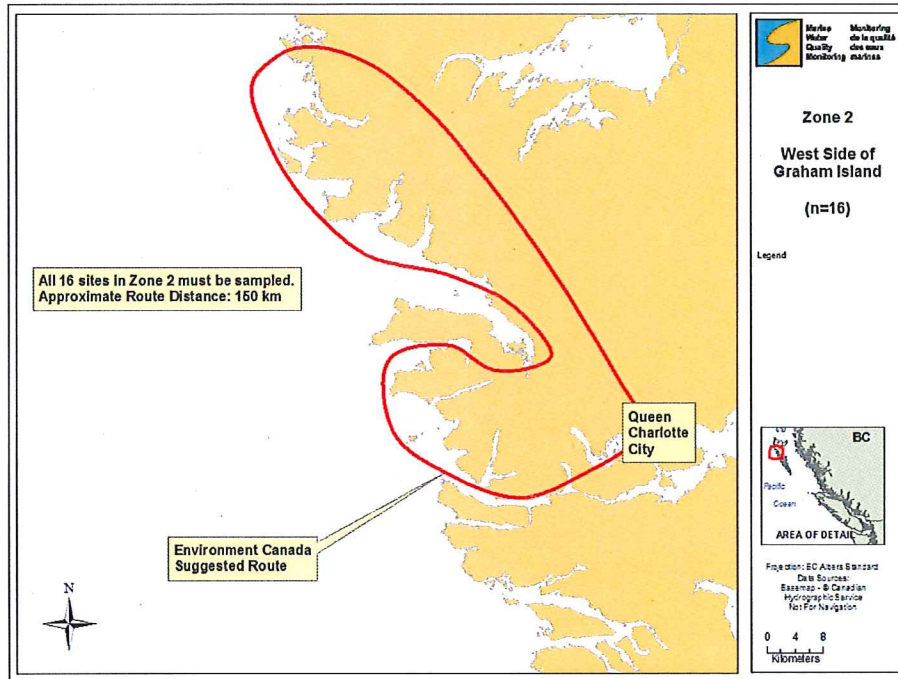 Marine Monitoring
Water de la qualité
Quality des eaux
Monitoring marines
Zone 2
West Side of
Graham Island
(n=16)
Legend
All 16 sites in Zone 2 must be sampled.
Approximate Route Distance: 150 km
Queen
Charlotte
City
Environment Canada
Suggested Route
N
BC
Pacific
Ocean
AREA OF DETAIL
Projection: BC Albers Standard
Data Sources:
Basemap - © Canadian
Hydrographic Service
Not For Navigation
0 4 8
Kilometers